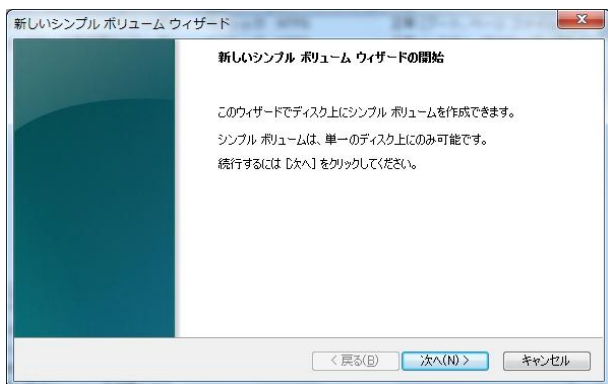 新しいシンプル ボリューム ウィザード
新しいシンプル ボリューム ウィザードの開始
このウィザードでディスク上にシンプル ボリュームを作成できます。
シンプル ボリュームは、単一のディスク上にのみ可能です。
続行するには [次へ] をクリックしてください。
< 戻る(B) 次へ(N) > キャンセル